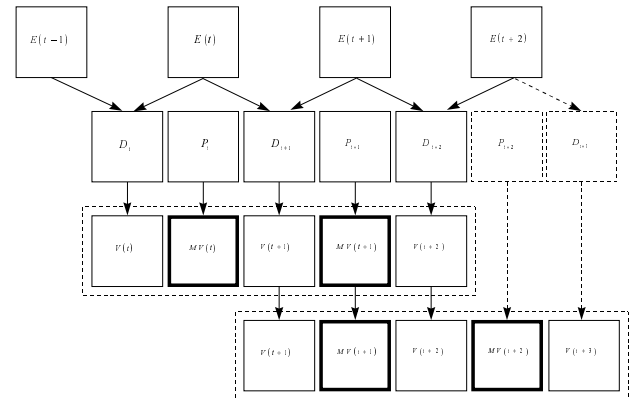 E(t −1) E(t) E(t +1) E(t + 2)
D_t P_t D_{t+1} P_{t+1} D_{t+2} P_{t+2}
V(t) MV(t) V(t+1) MV(t+1) V(t+2)
V(t+1) MV(t+1) V(t+2) MV(t+2) V(t+3)